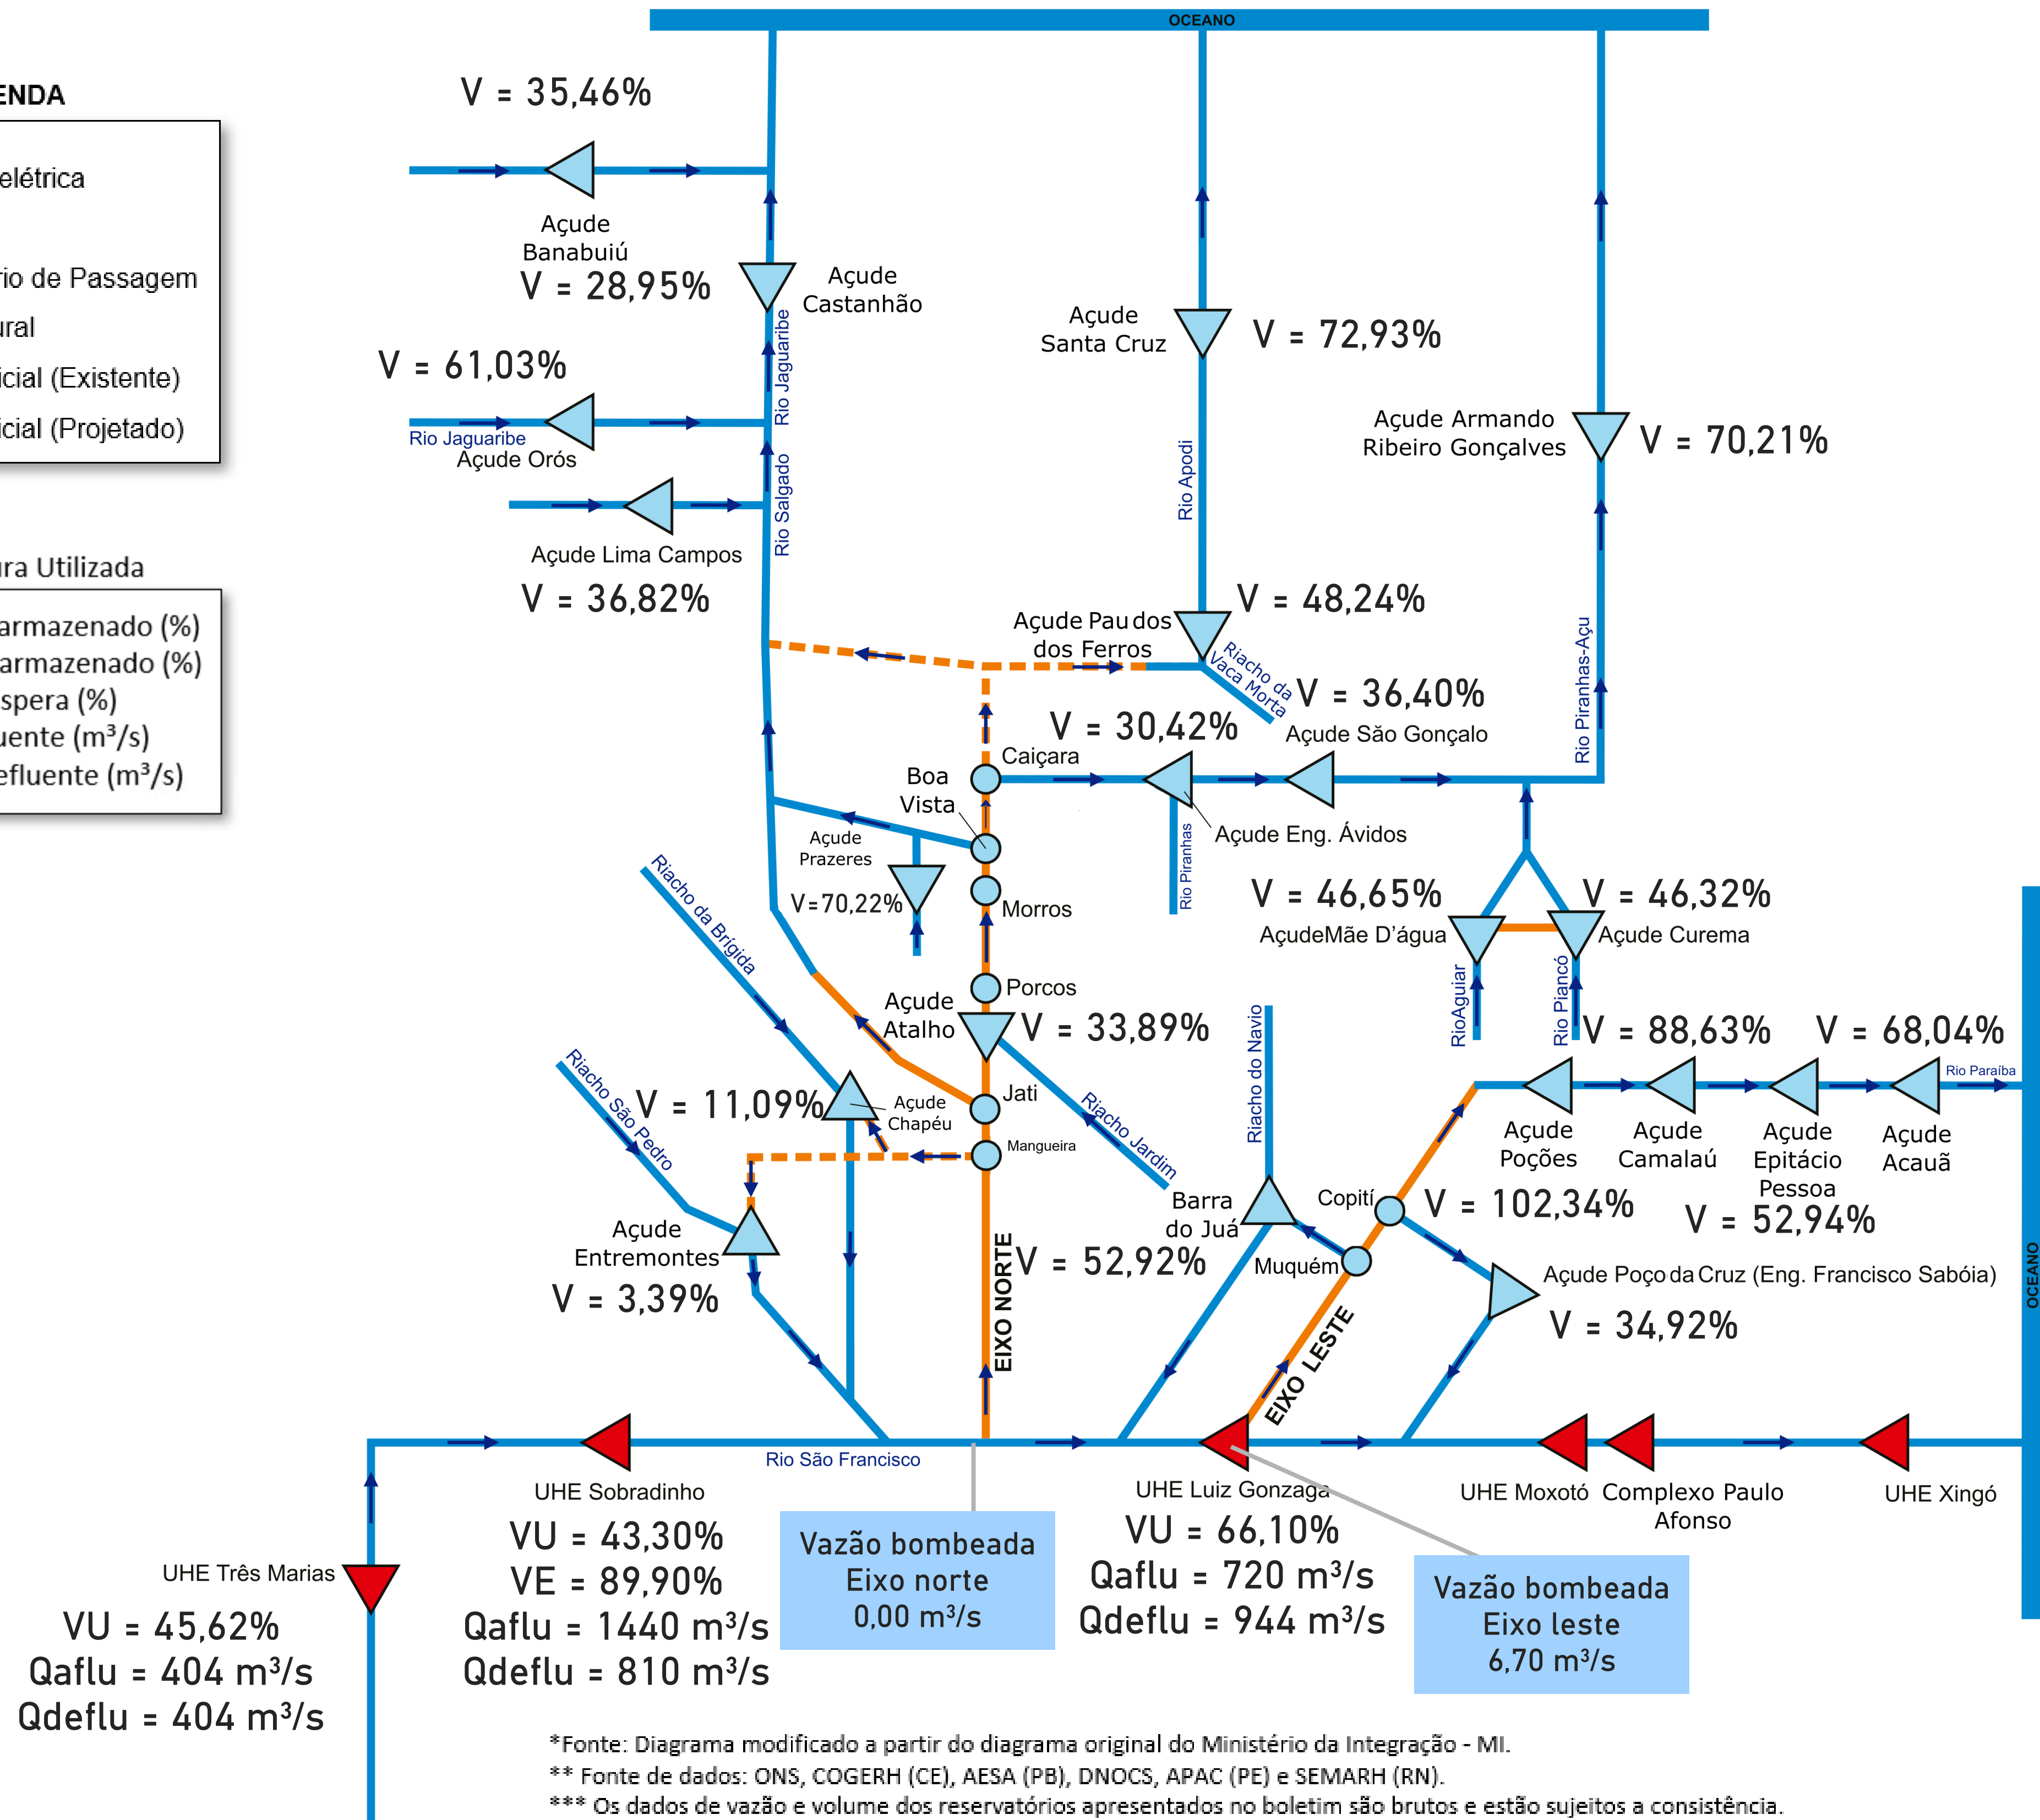 OCEANO
V = 35,46%
ENDA
elétrica
rio de Passagem
ural
icial (Existente)
icial (Projetado)
Açude
Banabuiú
V = 28,95%
Açude
Castanhão
Rio Jaguaribe
V = 61,03%
Rio Jaguaribe
Açude Orós
Rio Salgado
Açude Lima Campos
V = 36,82%
Açude
Santa Cruz
V = 72,93%
Rio Apodi
Açude Armando
Ribeiro Gonçalves
V = 70,21%
Rio Piranhas-Açu
ura Utilizada
armazenado (%)
armazenado (%)
spera (%)
uente (m³/s)
efluente (m³/s)
Açude Pau dos
dos Ferros
V = 48,24%
Riacho da
Vaca Morta
V = 36,40%
Açude São Gonçalo
V = 30,42%
Caiçara
Boa
Vista
Açude Eng. Ávidos
Rio Piranhas
Açude
Prazeres
V=70,22%
Morros
V = 46,65%
AçudeMãe D'água
V = 46,32%
Açude Curema
RioAguiar
Rio Piancó
Riacho da Brígida
Porcos
Açude
Atalho
V = 33,89%
Riacho do Navio
V = 88,63%
V = 68,04%
Rio Paraíba
Riacho São Pedro
V = 11,09%
Açude
Chapéu
Jati
Mangueira
Riacho Jardim
Açude
Poções
Açude
Camalaú
Açude
Epitácio
Pessoa
Açude
Acauã
V = 102,34%
V = 52,94%
Barra
do Juá
Copití
Muquém
V = 52,92%
Açude
Entremontes
V = 3,39%
EIXO NORTE
EIXO LESTE
Açude Poço da Cruz (Eng. Francisco Sabóia)
V = 34,92%
OCEANO
Rio São Francisco
UHE Sobradinho
VU = 43,30%
VE = 89,90%
Qaflu = 1440 m³/s
Qdeflu = 810 m³/s
Vazão bombeada
Eixo norte
0,00 m³/s
UHE Luiz Gonzaga
VU = 66,10%
Qaflu = 720 m³/s
Qdeflu = 944 m³/s
Vazão bombeada
Eixo leste
6,70 m³/s
UHE Moxotó
Complexo Paulo
Afonso
UHE Xingó
UHE Três Marias
VU = 45,62%
Qaflu = 404 m³/s
Qdeflu = 404 m³/s
*Fonte: Diagrama modificado a partir do diagrama original do Ministério da Integração - MI.
** Fonte de dados: ONS, COGERH (CE), AESA (PB), DNOCS, APAC (PE) e SEMARH (RN).
*** Os dados de vazão e volume dos reservatórios apresentados no boletim são brutos e estão sujeitos a consistência.